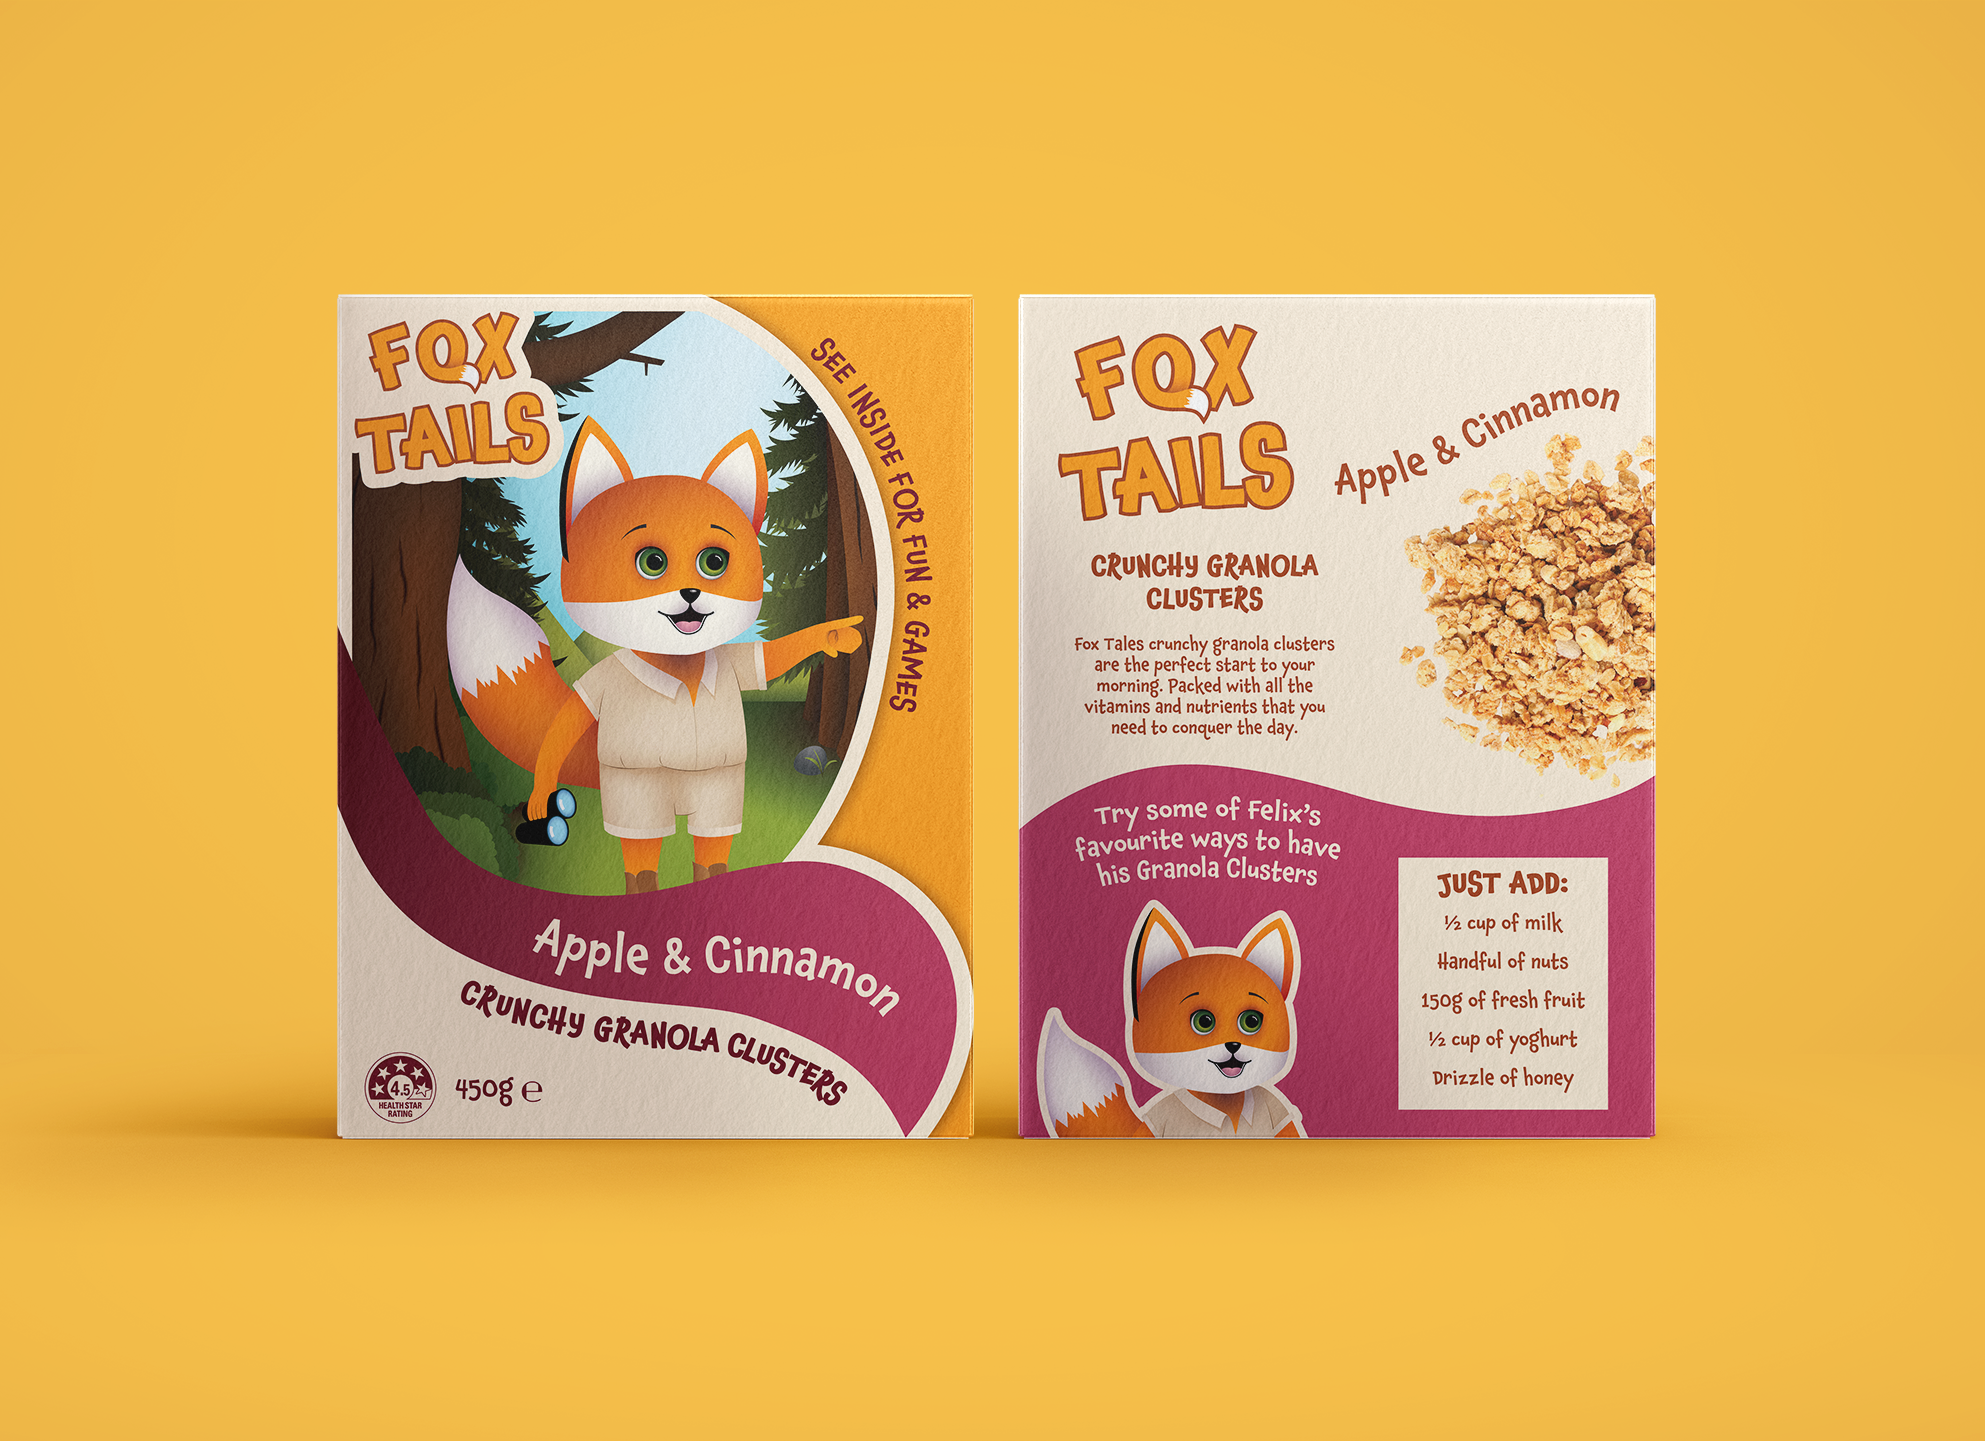 FOX
TAILS
SEE INSIDE FOR FUN & GAMES
Apple & Cinnamon
CRUNCHY GRANOLA CLUSTERS
4.5
HEALTH STAR
RATING
450g ℮
FOX
TAILS
Apple & Cinnamon
CRUNCHY GRANOLA
CLUSTERS
Fox Tales crunchy granola clusters
are the perfect start to your
morning. Packed with all the
vitamins and nutrients that you
need to conquer the day.
Try some of Felix's
favourite ways to have
his Granola Clusters
JUST ADD:
½ cup of milk
Handful of nuts
150g of fresh fruit
½ cup of yoghurt
Drizzle of honey